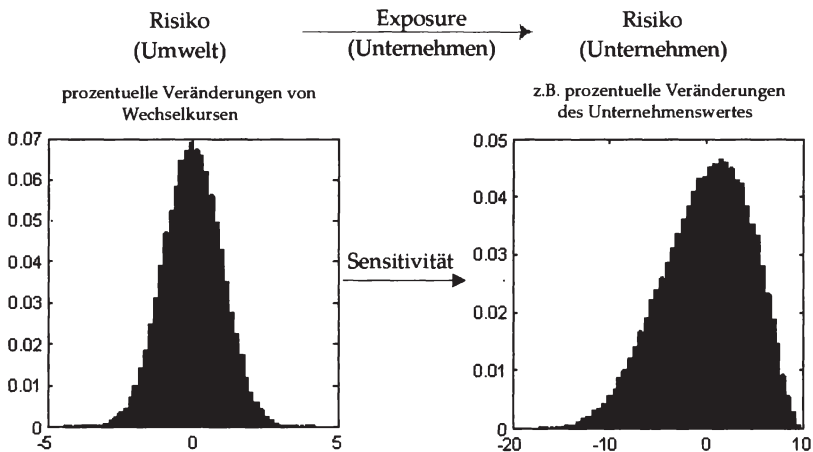 Risiko
(Umwelt)
Exposure
(Unternehmen)
Risiko
(Unternehmen)
prozentuelle Veränderungen von
Wechselkursen
z.B. prozentuelle Veränderungen
des Unternehmenswertes
0.07
0.06
0.05
0.04
0.03
0.02
0.01
0
-5
0
5
Sensitivität
0.05
0.04
0.03
0.02
0.01
0
-20
-10
0
10